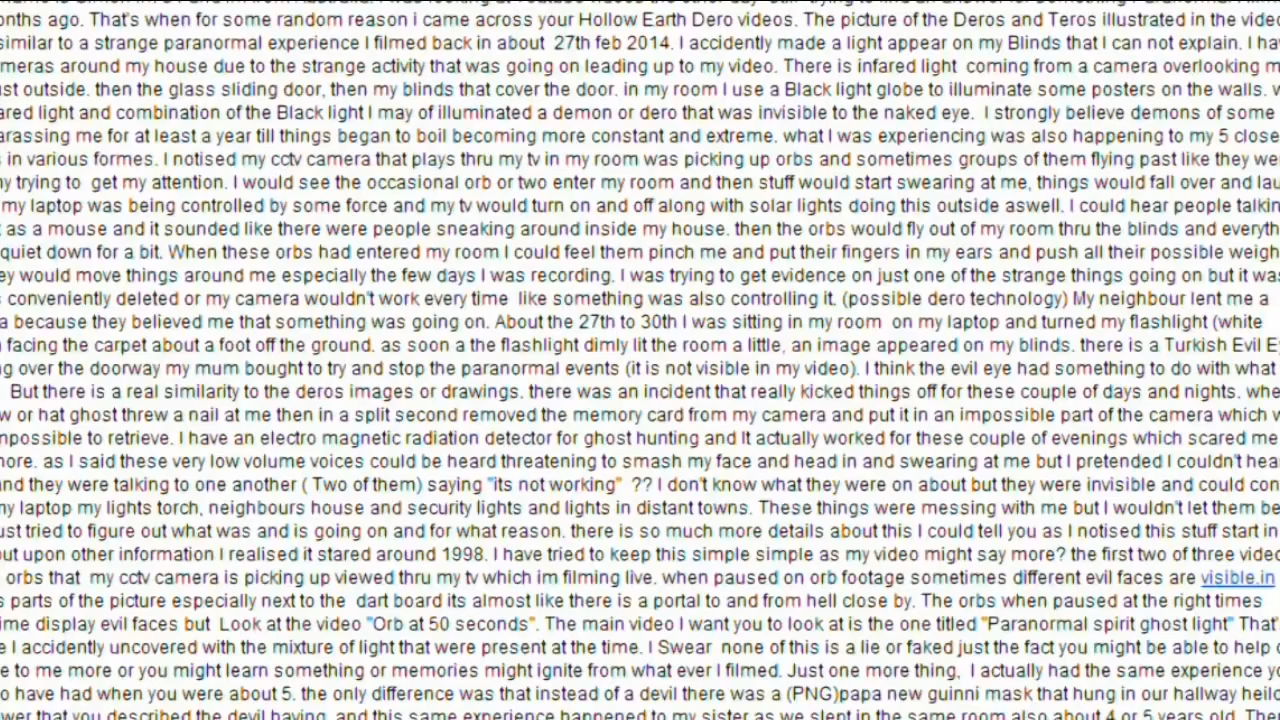 onths ago. That's when for some random reason i came across your Hollow Earth Dero videos. The picture of the Deros and Teros illustrated in the video
similar to a strange paranormal experience I filmed back in about 27th feb 2014. I accidently made a light appear on my Blinds that I can not explain. I hav
meras around my house due to the strange activity that was going on leading up to my video. There is infared light coming from a camera overlooking m
ust outside. then the glass sliding door, then my blinds that cover the door. in my room I use a Black light globe to illuminate some posters on the walls. w
ared light and combination of the Black light I may of illuminated a demon or dero that was invisible to the naked eye. I strongly believe demons of some
arassing me for at least a year till things began to boil becoming more constant and extreme. what I was experiencing was also happening to my 5 close
s in various formes. I notised my cctv camera that plays thru my tv in my room was picking up orbs and sometimes groups of them flying past like they we
ny trying to get my attention. I would see the occasional orb or two enter my room and then stuff would start swearing at me, things would fall over and lau
my laptop was being controlled by some force and my tv would turn on and off along with solar lights doing this outside aswell. I could hear people talkin
t as a mouse and it sounded like there were people sneaking around inside my house. then the orbs would fly out of my room thru the blinds and everyth
quiet down for a bit. When these orbs had entered my room I could feel them pinch me and put their fingers in my ears and push all their possible weigh
ey would move things around me especially the few days I was recording. I was trying to get evidence on just one of the strange things going on but it was
s conveniently deleted or my camera wouldn't work every time like something was also controlling it. (possible dero technology) My neighbour lent me a
a because they believed me that something was going on. About the 27th to 30th I was sitting in my room on my laptop and turned my flashlight (white
n facing the carpet about a foot off the ground. as soon a the flashlight dimly lit the room a little, an image appeared on my blinds. there is a Turkish Evil Ey
ng over the doorway my mum bought to try and stop the paranormal events (it is not visible in my video). I think the evil eye had something to do with what
But there is a real similarity to the deros images or drawings. there was an incident that really kicked things off for these couple of days and nights. whe
w or hat ghost threw a nail at me then in a split second removed the memory card from my camera and put it in an impossible part of the camera which w
mpossible to retrieve. I have an electro magnetic radiation detector for ghost hunting and It actually worked for these couple of evenings which scared me
more. as I said these very low volume voices could be heard threatening to smash my face and head in and swearing at me but I pretended I couldn't hear
and they were talking to one another ( Two of them) saying "its not working" ?? I don't know what they were on about but they were invisible and could con
my laptop my lights torch, neighbours house and security lights and lights in distant towns. These things were messing with me but I wouldn't let them be
ust tried to figure out what was and is going on and for what reason. there is so much more details about this I could tell you as I notised this stuff start in
out upon other information I realised it stared around 1998. I have tried to keep this simple simple as my video might say more? the first two of three video
orbs that my cctv camera is picking up viewed thru my tv which im filming live. when paused on orb footage sometimes different evil faces are visible.in
s parts of the picture especially next to the dart board its almost like there is a portal to and from hell close by. The orbs when paused at the right times
ime display evil faces but Look at the video "Orb at 50 seconds". The main video I want you to look at is the one titled "Paranormal spirit ghost light" That'
e I accidently uncovered with the mixture of light that were present at the time. I Swear none of this is a lie or faked just the fact you might be able to help
e to me more or you might learn something or memories might ignite from what ever I filmed. Just one more thing, I actually had the same experience yo
o have had when you were about 5. the only difference was that instead of a devil there was a (PNG)papa new guinni mask that hung in our hallway
wer that you described the devil having. and this same experience happened to my sister as we slept in the same room also about 4 or 5 years old. They